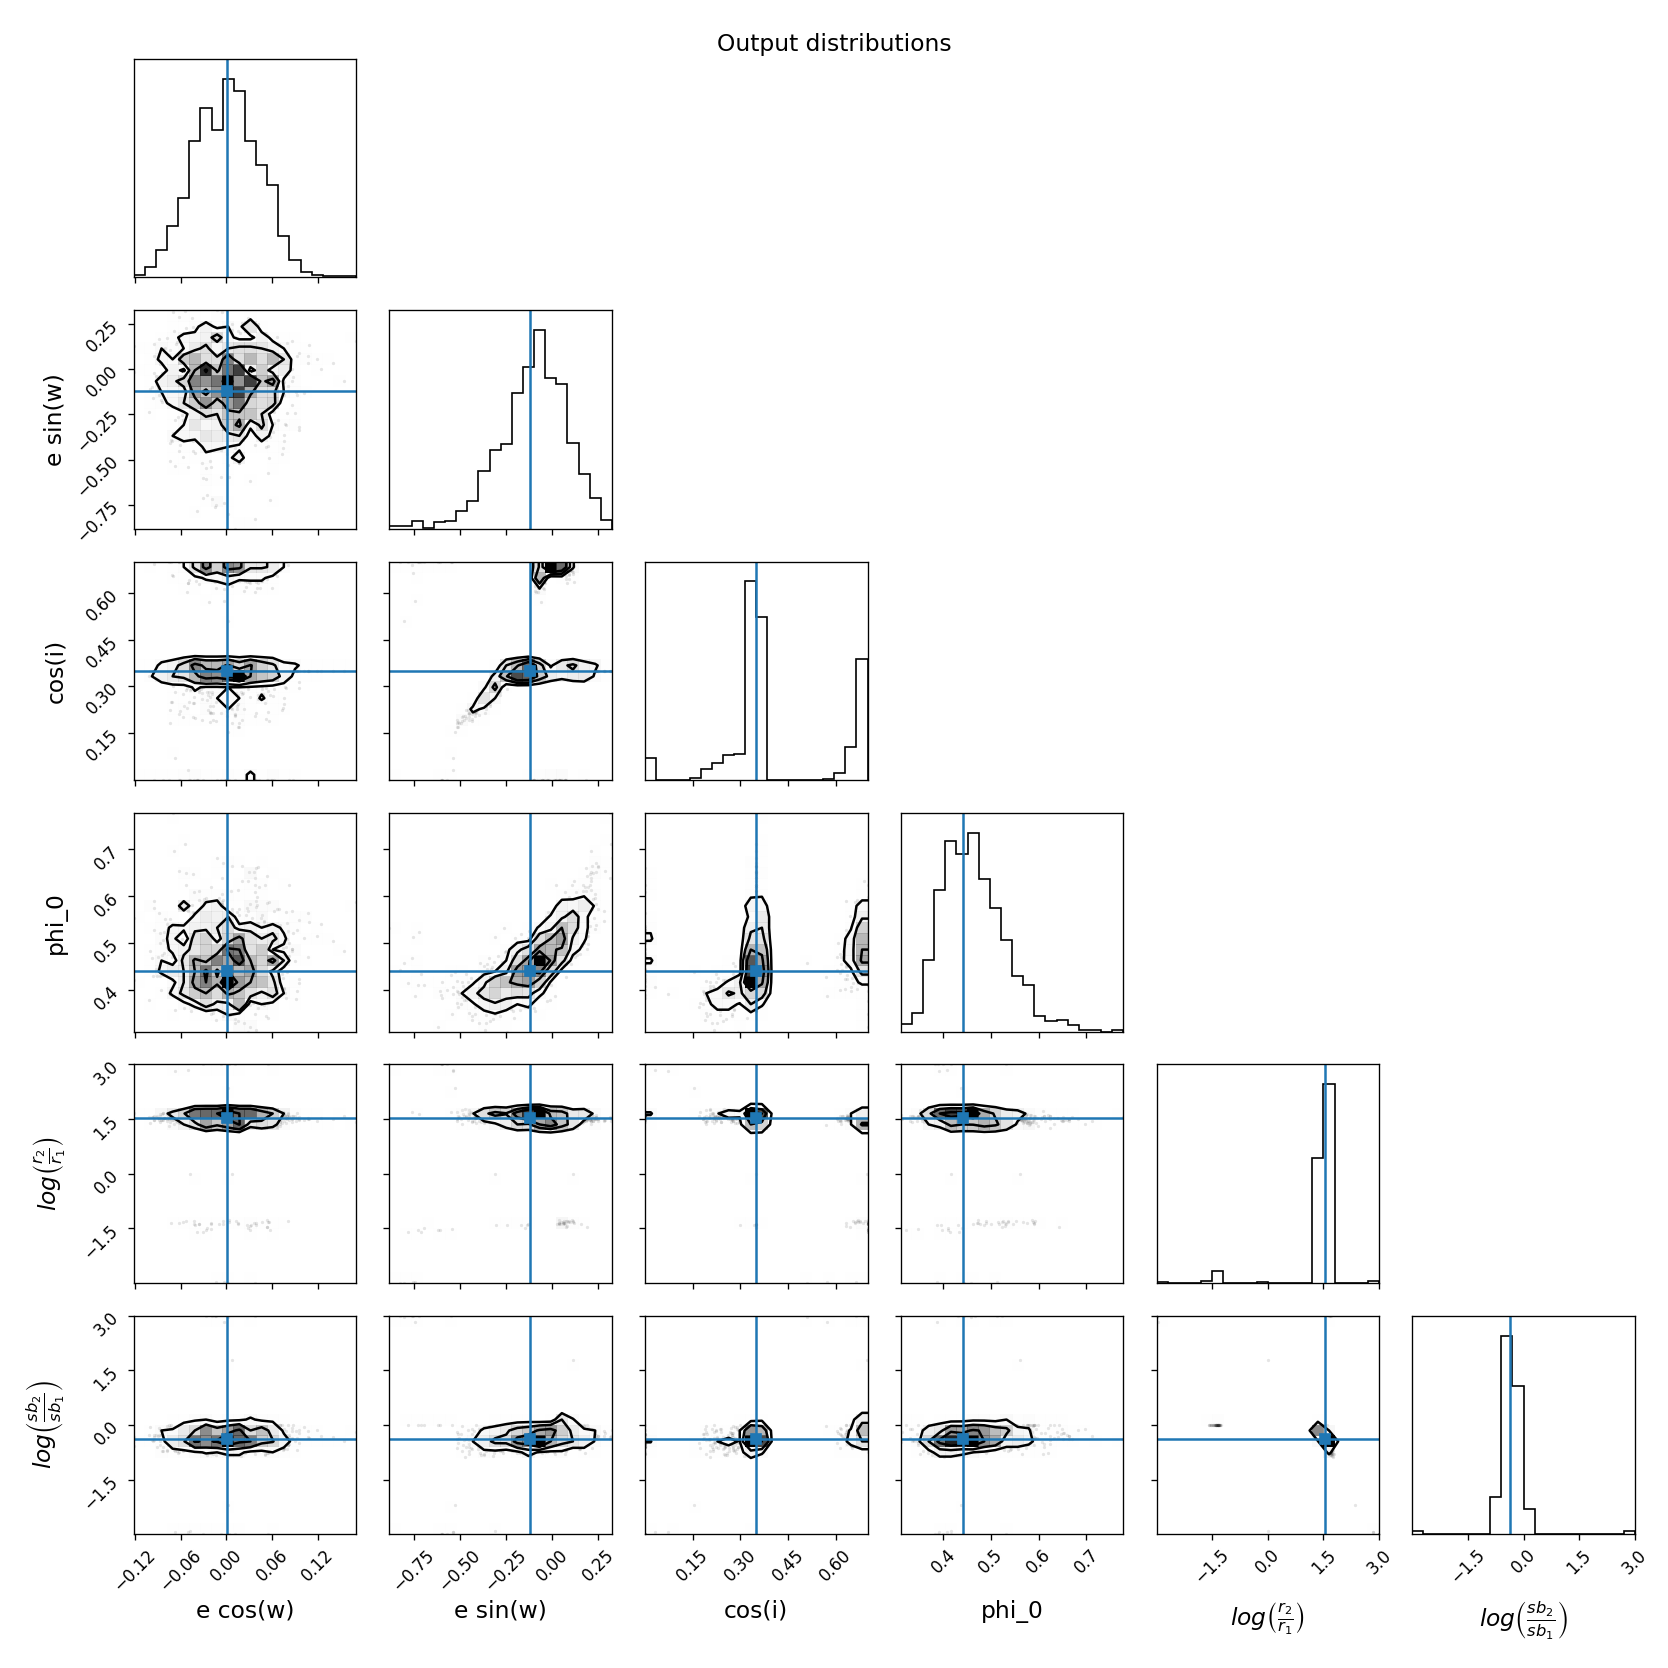 Output distributions
0.25
0.00
−0.25
−0.50
−0.75
e sin(w)
0.60
0.45
0.30
0.15
cos(i)
0.7
0.6
0.5
0.4
phi_0
3.0
1.5
0.0
−1.5
log(r₂/r₁)
3.0
1.5
0.0
−1.5
log(sb₂/sb₁)
−0.12 −0.06 0.00 0.06 0.12 −0.75 −0.50 −0.25 0.00 0.25 0.15 0.30 0.45 0.60 0.4 0.5 0.6 0.7 −1.5 0.0 1.5 3.0 −1.5 0.0 1.5 3.0
e cos(w) e sin(w) cos(i) phi_0 log(r₂/r₁) log(sb₂/sb₁)